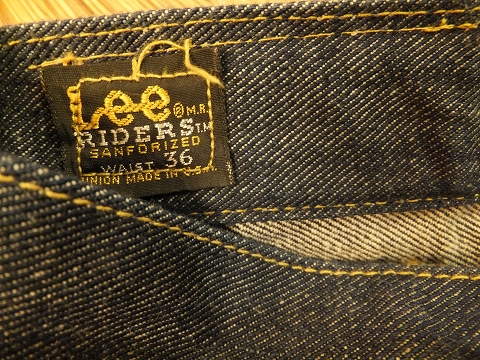 Lee ® M.R.
RIDERS T.M.
SANFORIZED
WAIST 36
UNION MADE IN U.S.A.